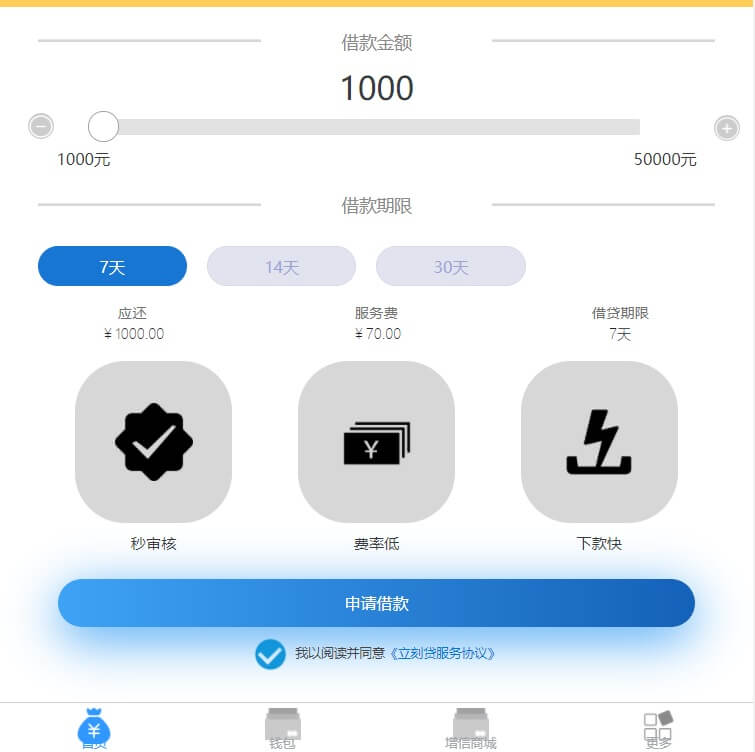 借款金额
1000
1000元 50000元
借款期限
7天 14天 30天
应还 服务费 借贷期限
¥1000.00 ¥70.00 7天
¥
秒审核 费率低 下款快
申请借款
我以阅读并同意《立刻贷服务协议》
¥
首页 钱包 增信商城 更多